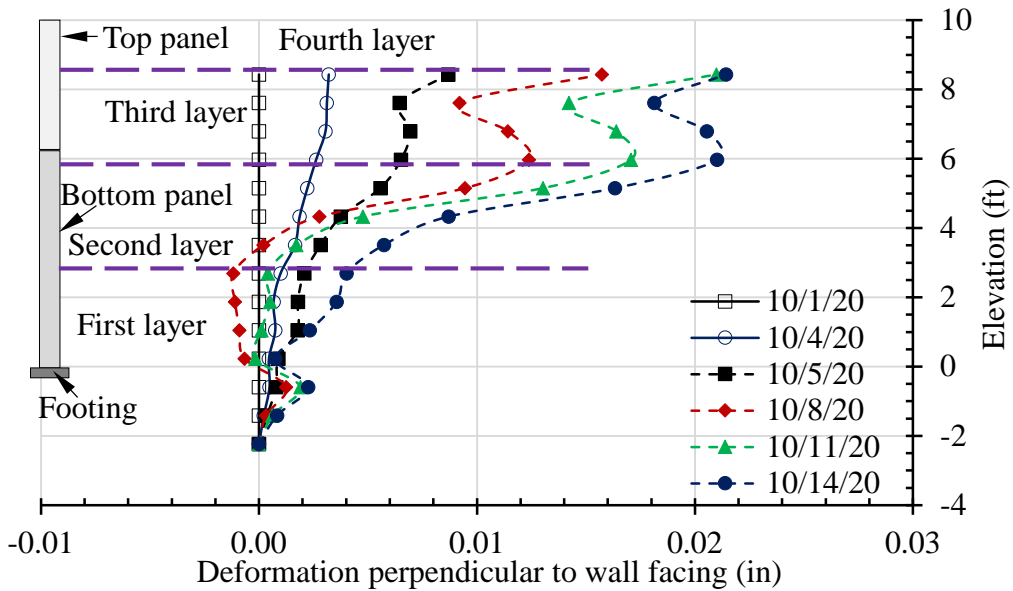 Top panel
Fourth layer
Third layer
Bottom panel
Second layer
First layer
Footing
10
8
6
4
2
0
-2
-4
Elevation (ft)
10/1/20
10/4/20
10/5/20
10/8/20
10/11/20
10/14/20
-0.01
0.00
0.01
0.02
0.03
Deformation perpendicular to wall facing (in)